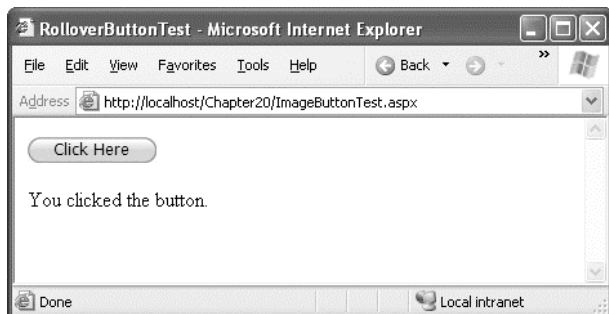 RolloverButtonTest - Microsoft Internet Explorer
File Edit View Favorites Tools Help Back »
Address http://localhost/Chapter20/ImageButtonTest.aspx
Click Here
You clicked the button.
Done Local intranet